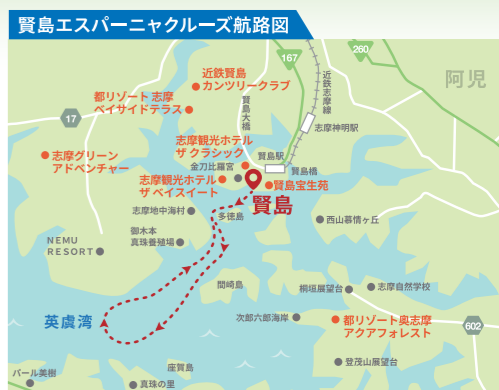 賢島エスパーニャクルーズ航路図
260
167
阿児
近鉄賢島
カンツリークラブ
近鉄志摩線
都リゾート 志摩
ベイサイドテラス
賢島大橋
17
志摩神明駅
志摩観光ホテル
ザ クラシック
志摩グリーン
アドベンチャー
賢島駅
金刀比羅宮
賢島橋
志摩観光ホテル
ザ ベイスイート
賢島宝生苑
賢島
志摩地中海村
多徳島
西山慕情ヶ丘
御木本
真珠養殖場
NEMU
RESORT
間崎島
桐垣展望台
志摩自然学校
英虞湾
次郎六郎海岸
都リゾート奥志摩
アクアフォレスト
602
登茂山展望台
座賀島
パール美樹
真珠の里